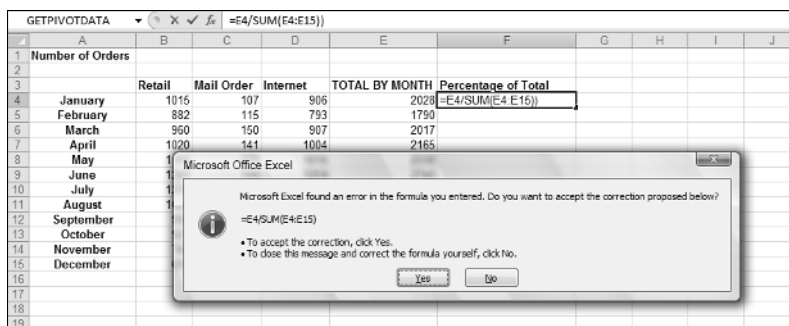 GETPIVOTDATA =E4/SUM(E4:E15))
A B C D E F G H I J
1 Number of Orders
2
3 Retail Mail Order Internet TOTAL BY MONTH Percentage of Total
4 January 1015 107 906 2028 =E4/SUM(E4:E15))
5 February 882 115 793 1790
6 March 960 150 907 2017
7 April 1020 141 1004 2165
8 May
9 June
10 July
11 August
12 September
13 October
14 November
15 December
16
17
18
19
Microsoft Office Excel
Microsoft Excel found an error in the formula you entered. Do you want to accept the correction proposed below?
=E4/SUM(E4:E15)
• To accept the correction, click Yes.
• To close this message and correct the formula yourself, click No.
Yes No